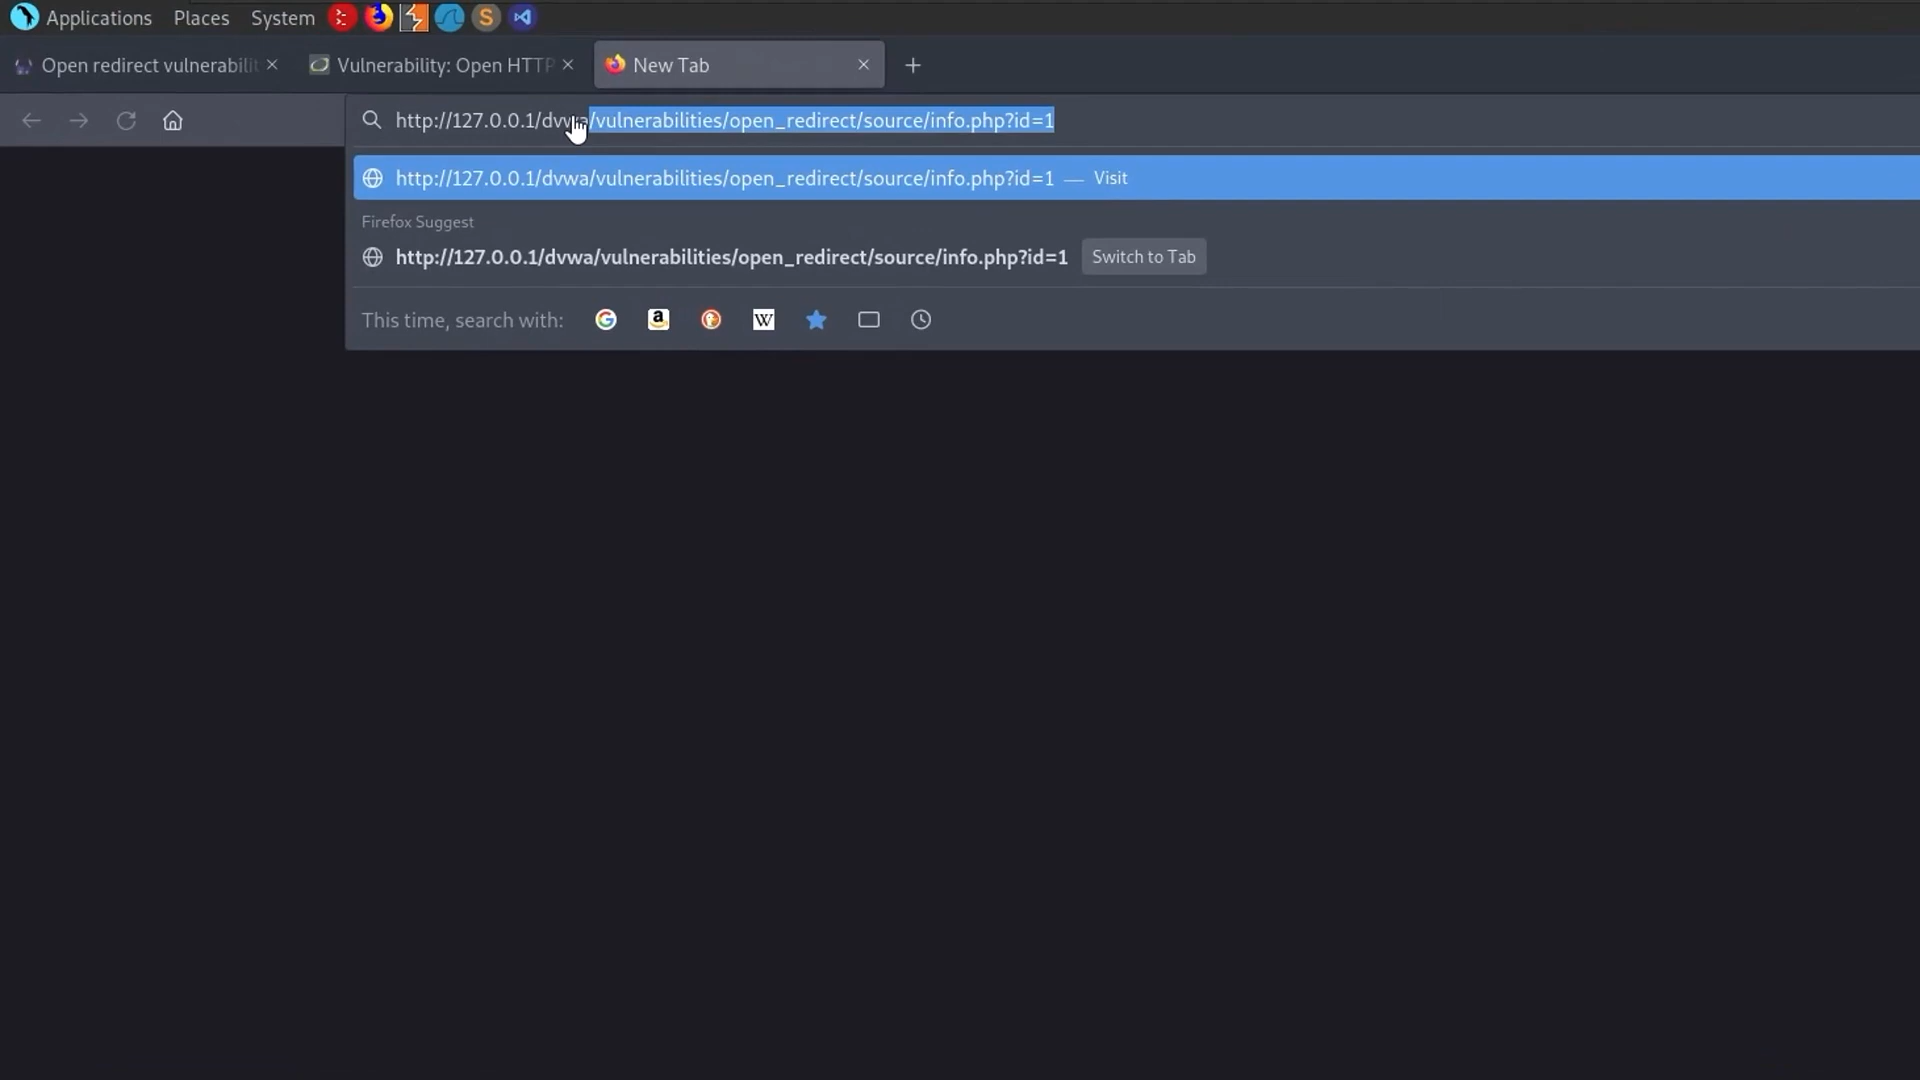 Applications Places System
Open redirect vulnerabilit
Vulnerability: Open HTTP
New Tab
http://127.0.0.1/dvwa/vulnerabilities/open_redirect/source/info.php?id=1
http://127.0.0.1/dvwa/vulnerabilities/open_redirect/source/info.php?id=1 — Visit
Firefox Suggest
http://127.0.0.1/dvwa/vulnerabilities/open_redirect/source/info.php?id=1 Switch to Tab
This time, search with: